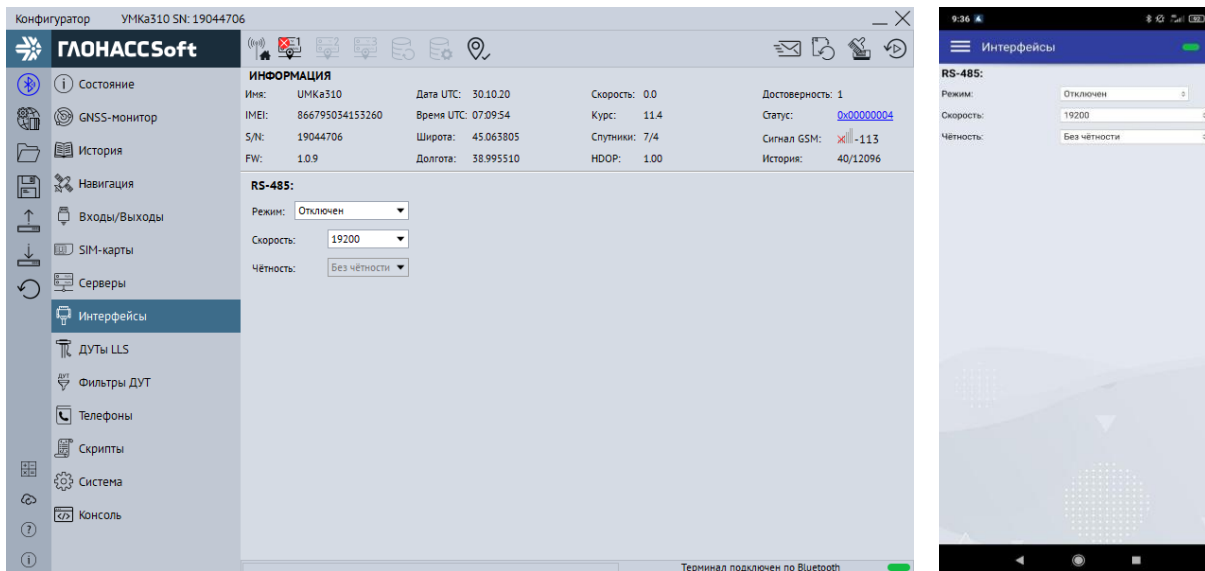 Конфигуратор УМКа310 SN: 19044706
ГЛОНАССSoft
Состояние
GNSS-монитор
История
Навигация
Входы/Выходы
SIM-карты
Серверы
Интерфейсы
ДУТы LLS
Фильтры ДУТ
Телефоны
Скрипты
Система
Консоль
ИНФОРМАЦИЯ
Имя: УМКа310 Дата UTC: 30.10.20 Скорость: 0.0 Достоверность: 1
IMEI: 866795034153260 Время UTC: 07:09:54 Курс: 11.4 Статус: 0x00000004
S/N: 19044706 Широта: 45.063805 Спутники: 7/4 Сигнал GSM: -113
FW: 1.0.9 Долгота: 38.995510 HDOP: 1.00 История: 40/12096
RS-485:
Режим: Отключен
Скорость: 19200
Чётность: Без чётности
Терминал подключен по Bluetooth
9:36
Интерфейсы
RS-485:
Режим: Отключен
Скорость: 19200
Чётность: Без чётности